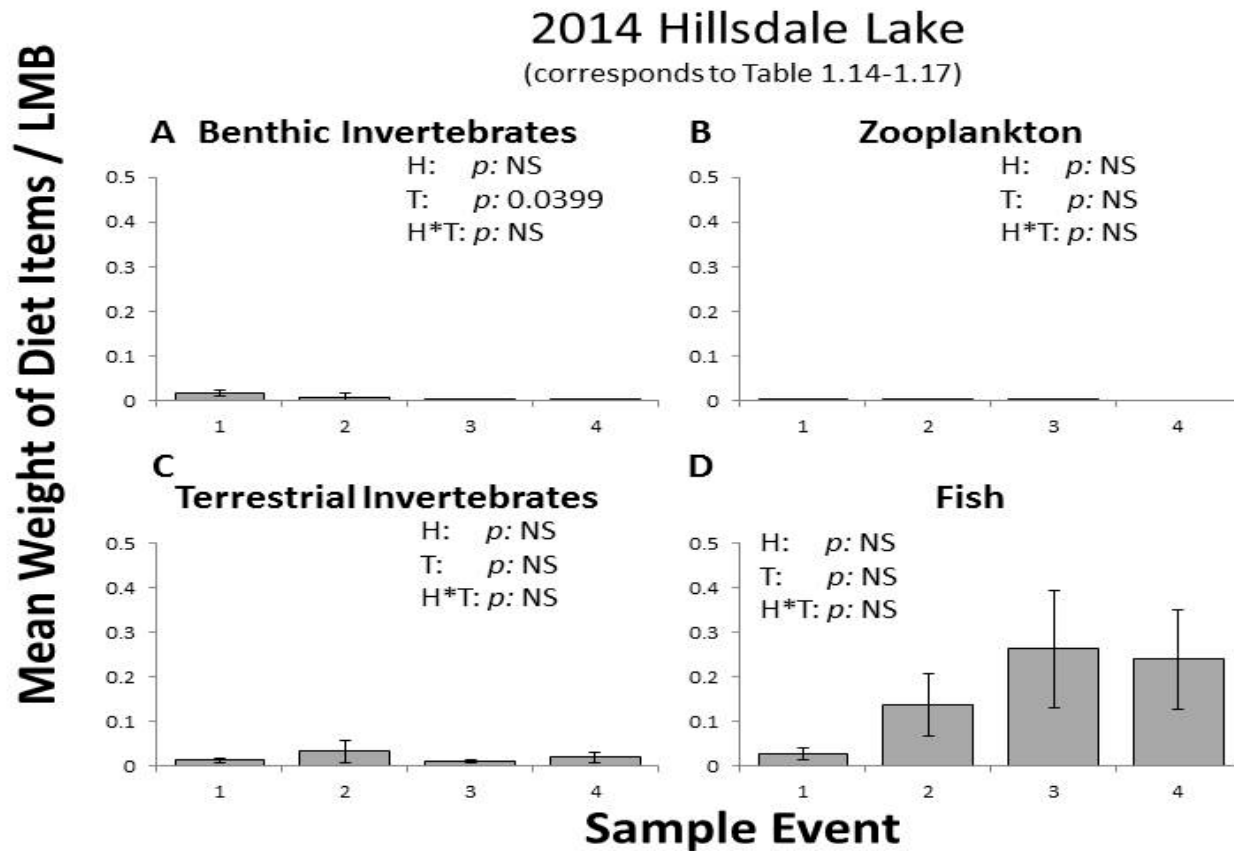 2014 Hillsdale Lake
(corresponds to Table 1.14-1.17)
Mean Weight of Diet Items / LMB
A Benthic Invertebrates
H: p: NS
T: p: 0.0399
H*T: p: NS
0.5
0.4
0.3
0.2
0.1
0
1 2 3 4
B Zooplankton
H: p: NS
T: p: NS
H*T: p: NS
0.5
0.4
0.3
0.2
0.1
0
1 2 3 4
C
Terrestrial Invertebrates
H: p: NS
T: p: NS
H*T: p: NS
0.5
0.4
0.3
0.2
0.1
0
1 2 3 4
D
Fish
H: p: NS
T: p: NS
H*T: p: NS
0.5
0.4
0.3
0.2
0.1
0
1 2 3 4
Sample Event